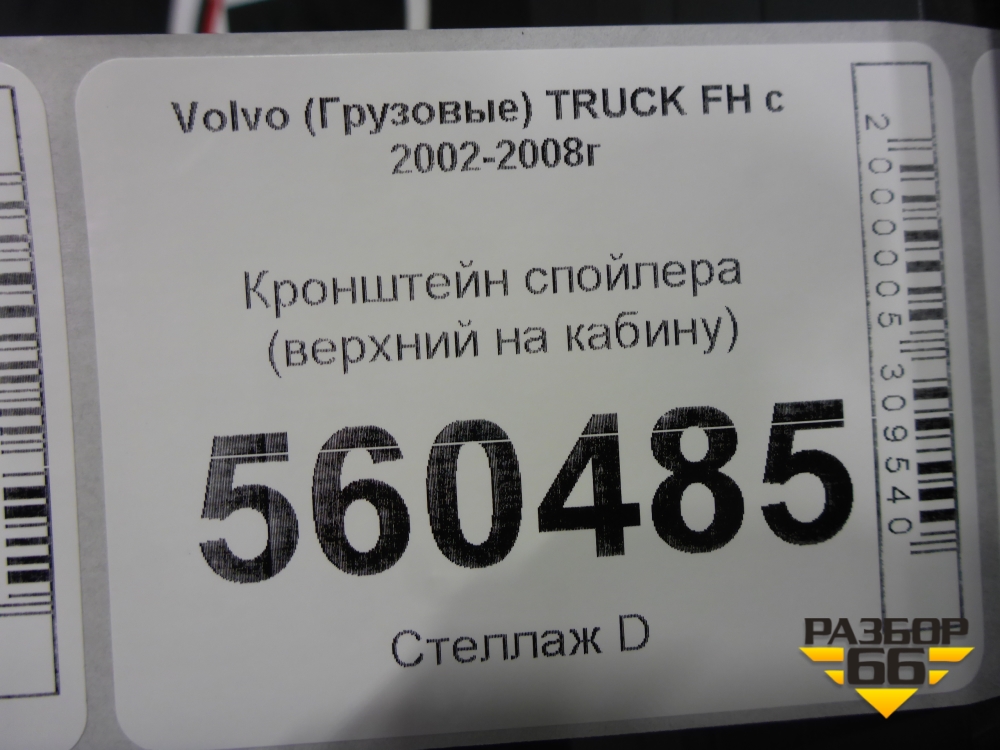 Volvo (Грузовые) TRUCK FH с
2002-2008г
Кронштейн спойлера
(верхний на кабину)
560485
Стеллаж D
2000005309540
РАЗБОР
66